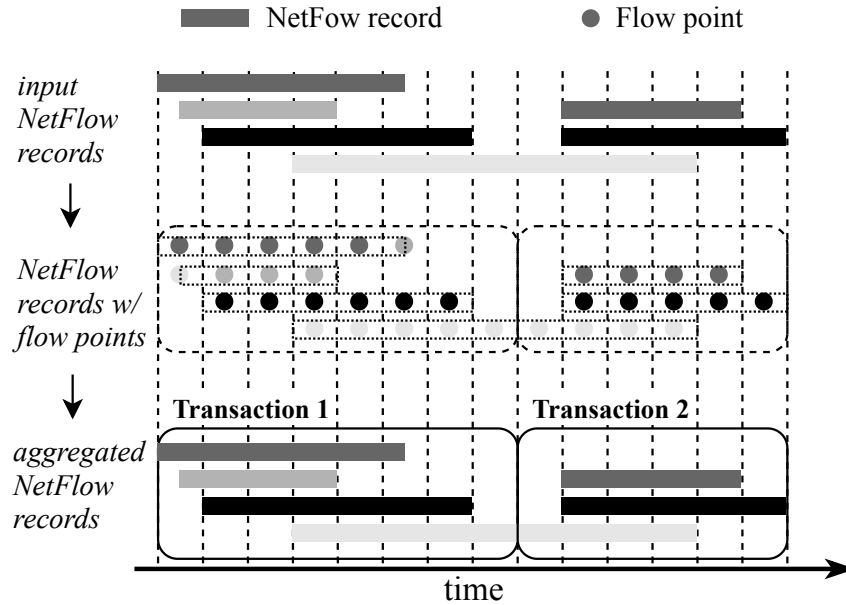 NetFow record
Flow point
input
NetFlow
records
NetFlow
records w/
flow points
Transaction 1
Transaction 2
aggregated
NetFlow
records
time